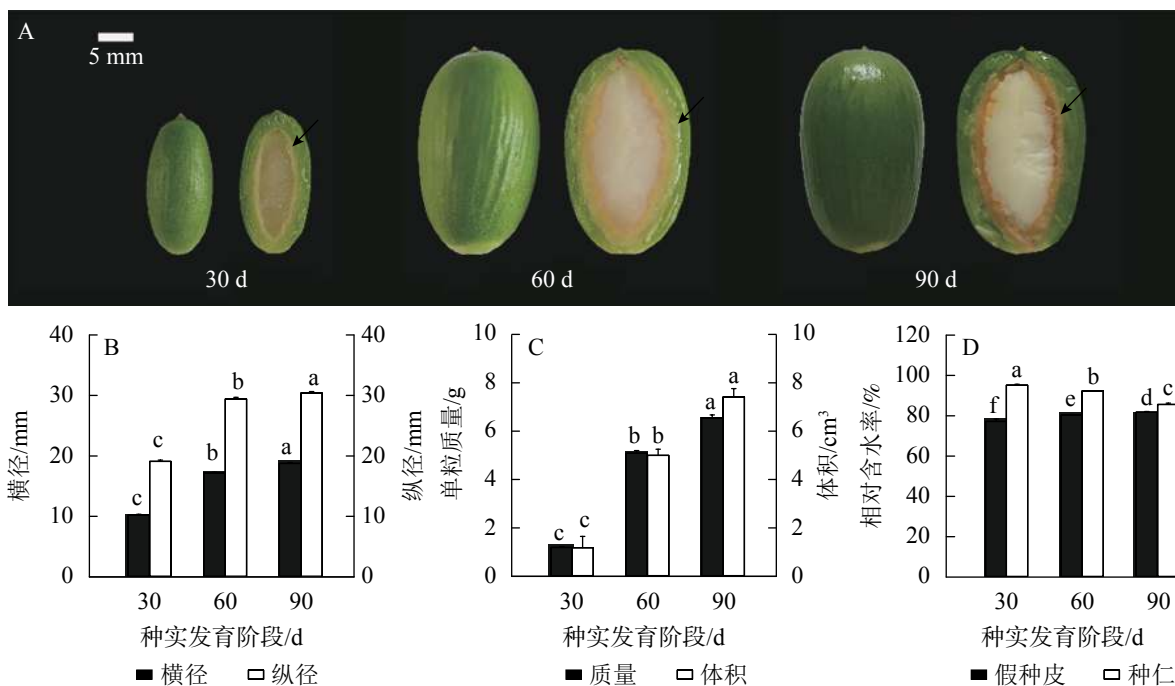 A
5 mm
30 d
60 d
90 d
B
横径/mm
40
30
20
10
0
c
c
b
b
a
a
30
60
90
纵径/mm
40
30
20
10
0
种实发育阶段/d
横径
纵径
C
单粒质量/g
10
8
6
4
2
0
c
c
b
b
a
a
30
60
90
体积/cm³
10
8
6
4
2
0
种实发育阶段/d
质量
体积
D
相对含水率/%
120
100
80
60
40
20
0
f
a
e
b
d
c
30
60
90
种实发育阶段/d
假种皮
种仁